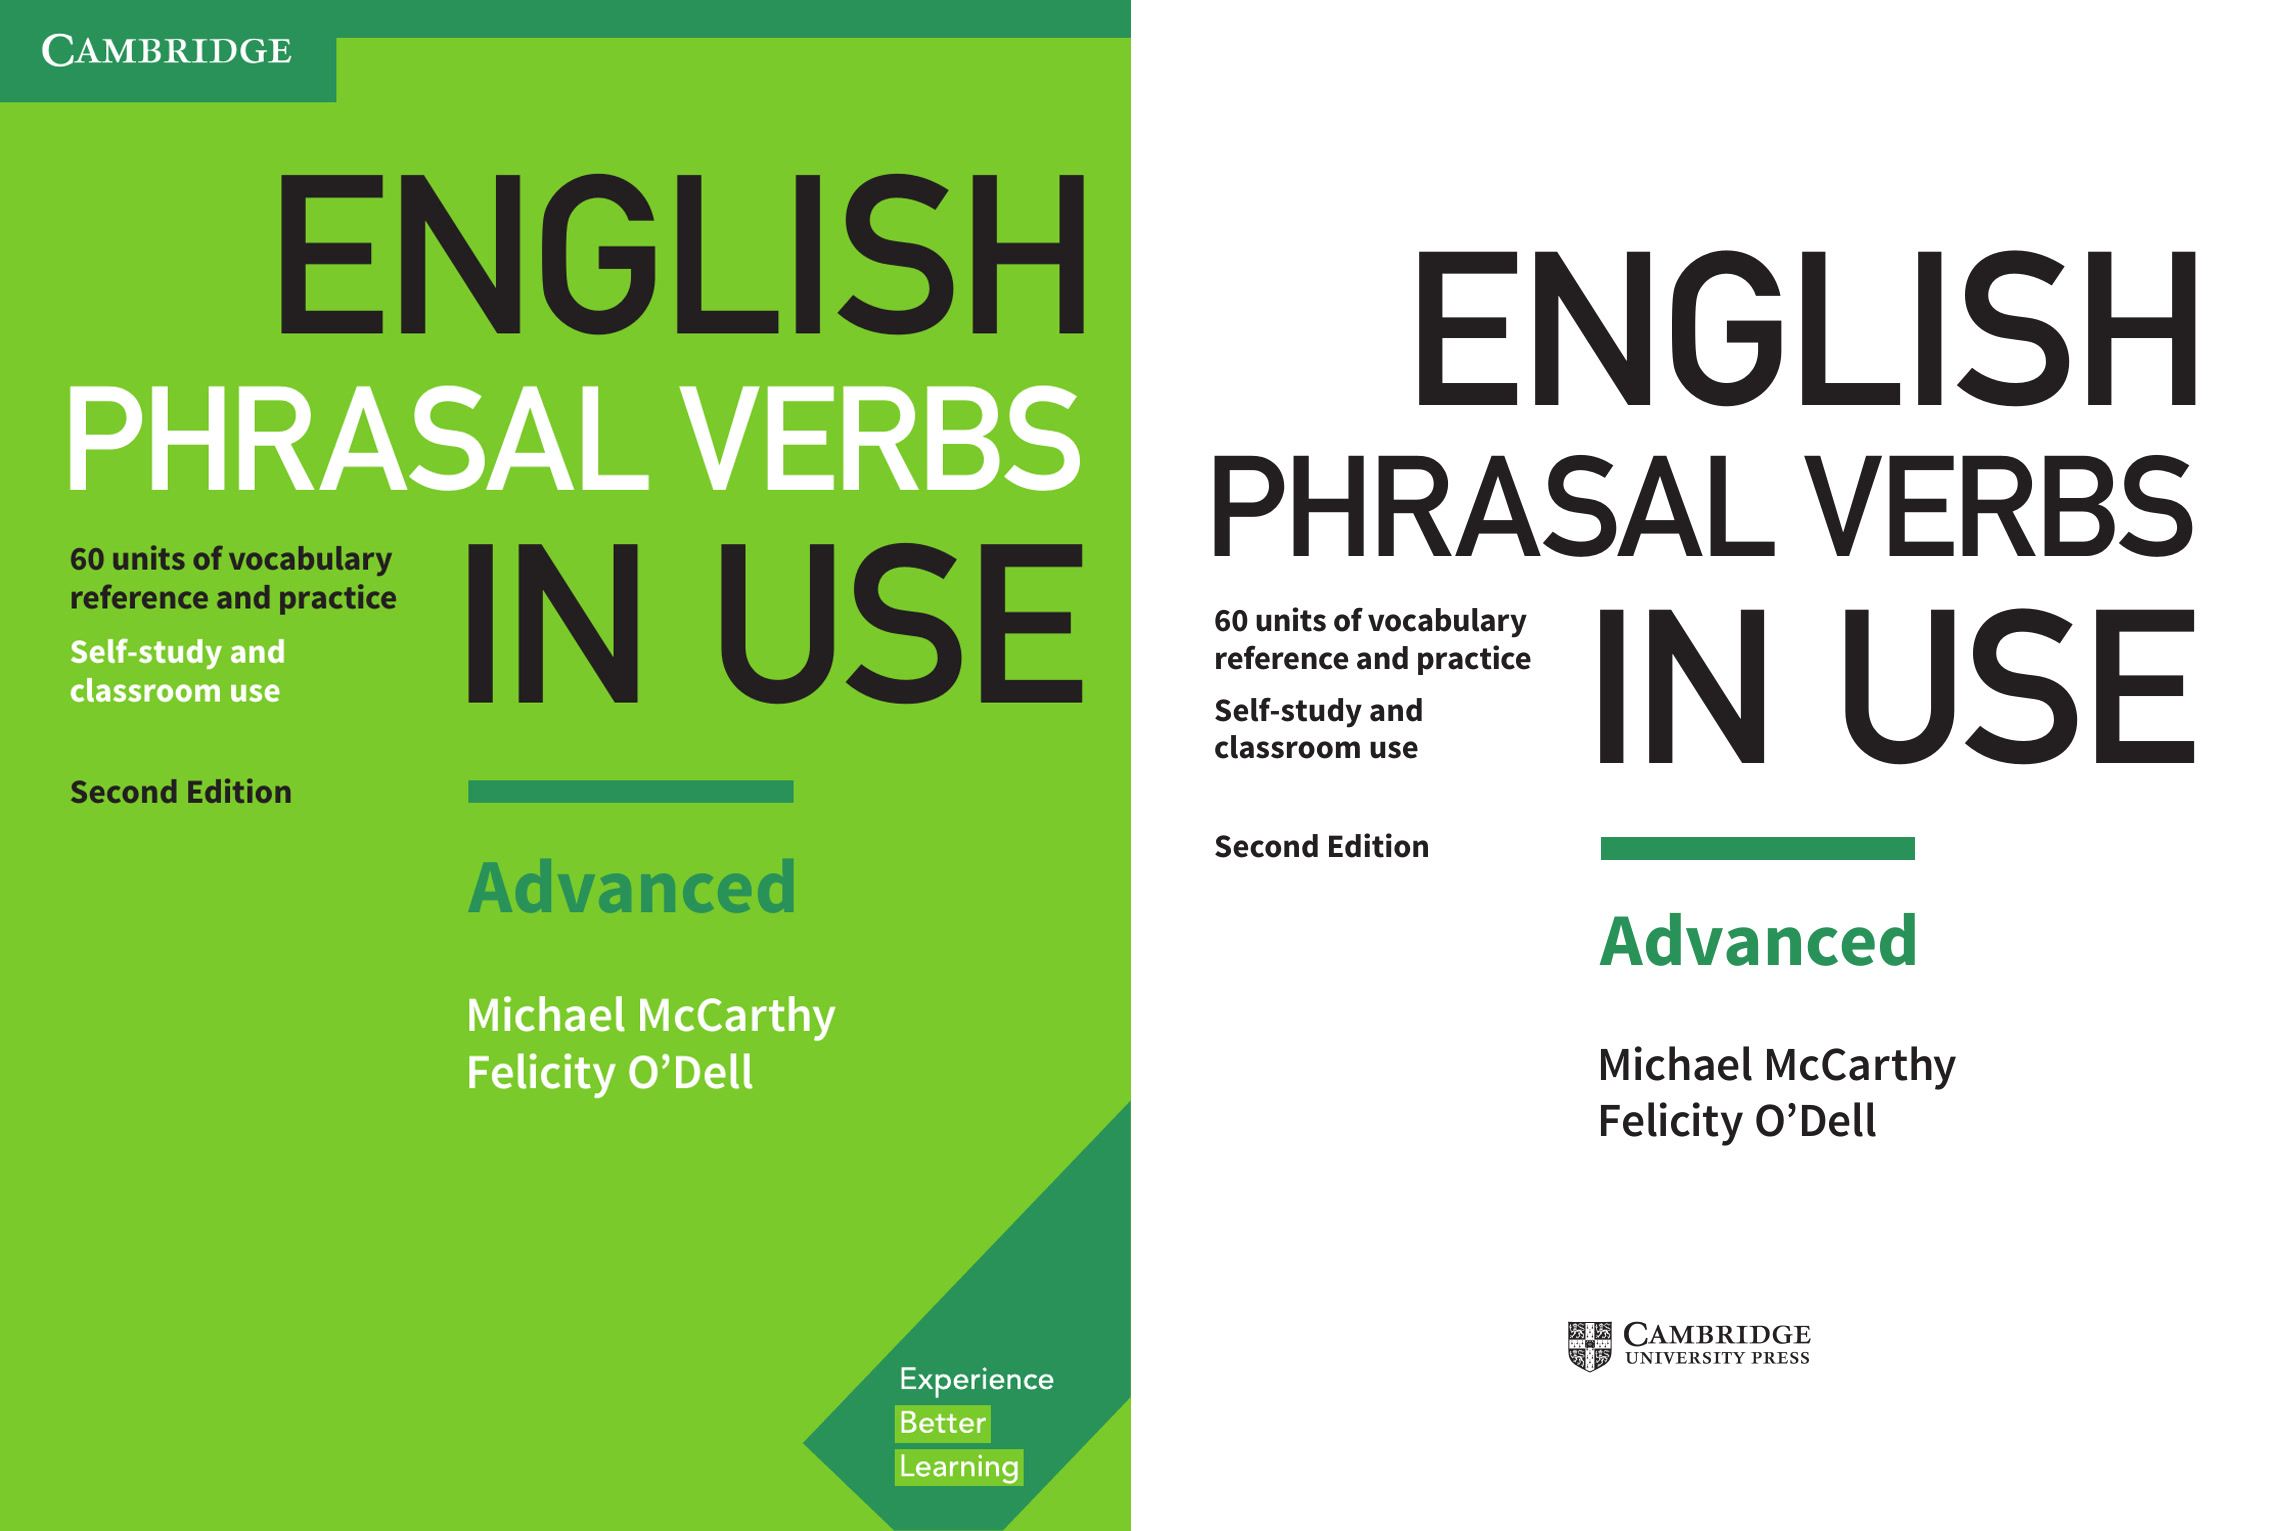 CAMBRIDGE
ENGLISH
PHRASAL VERBS
IN USE
60 units of vocabulary
reference and practice
Self-study and
classroom use
Second Edition
Advanced
Michael McCarthy
Felicity O’Dell
Experience
Better
Learning
ENGLISH
PHRASAL VERBS
IN USE
60 units of vocabulary
reference and practice
Self-study and
classroom use
Second Edition
Advanced
Michael McCarthy
Felicity O’Dell
CAMBRIDGE
UNIVERSITY PRESS